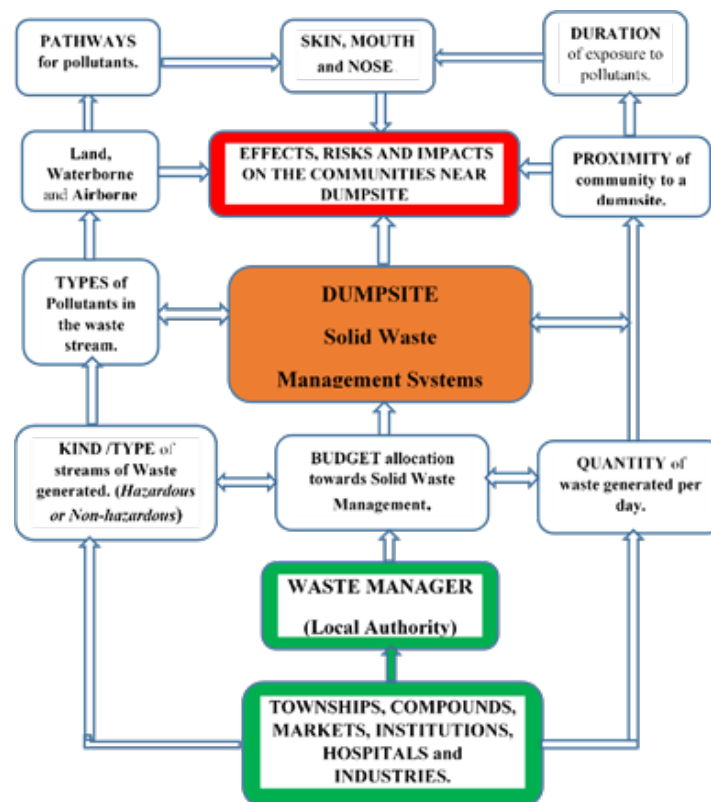 PATHWAYS
for pollutants.
SKIN, MOUTH
and NOSE
DURATION
of exposure to
pollutants.
Land,
Waterborne
and Airborne
EFFECTS, RISKS AND IMPACTS
ON THE COMMUNITIES NEAR
DUMPSITE
PROXIMITY of
community to a
dumpsite.
TYPES of
Pollutants in
the waste
stream.
DUMPSITE
Solid Waste
Management Systems
KIND /TYPE of
streams of Waste
generated. (Hazardous
or Non-hazardous)
BUDGET allocation
towards Solid Waste
Management.
QUANTITY of
waste generated per
day.
WASTE MANAGER
(Local Authority)
TOWNSHIPS, COMPOUNDS,
MARKETS, INSTITUTIONS,
HOSPITALS and
INDUSTRIES.